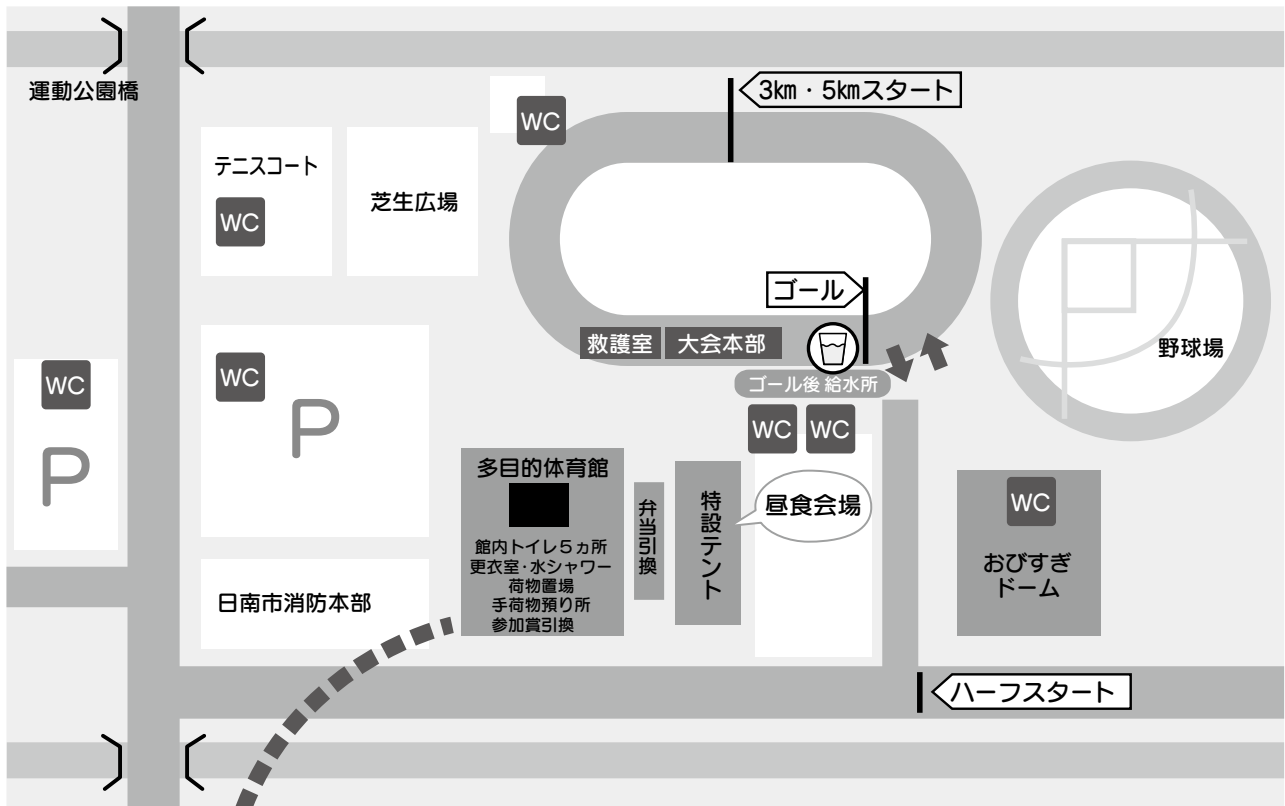 運動公園橋
3㎞・5㎞スタート
WC
テニスコート
WC
芝生広場
ゴール
救護室
大会本部
ゴール後 給水所
野球場
WC
P
WC
P
WC
WC
多目的体育館
館内トイレ5ヵ所
更衣室・水シャワー
荷物置場
手荷物預り所
参加賞引換
弁当引換
特設テント
昼食会場
WC
おびすぎ
ドーム
日南市消防本部
ハーフスタート